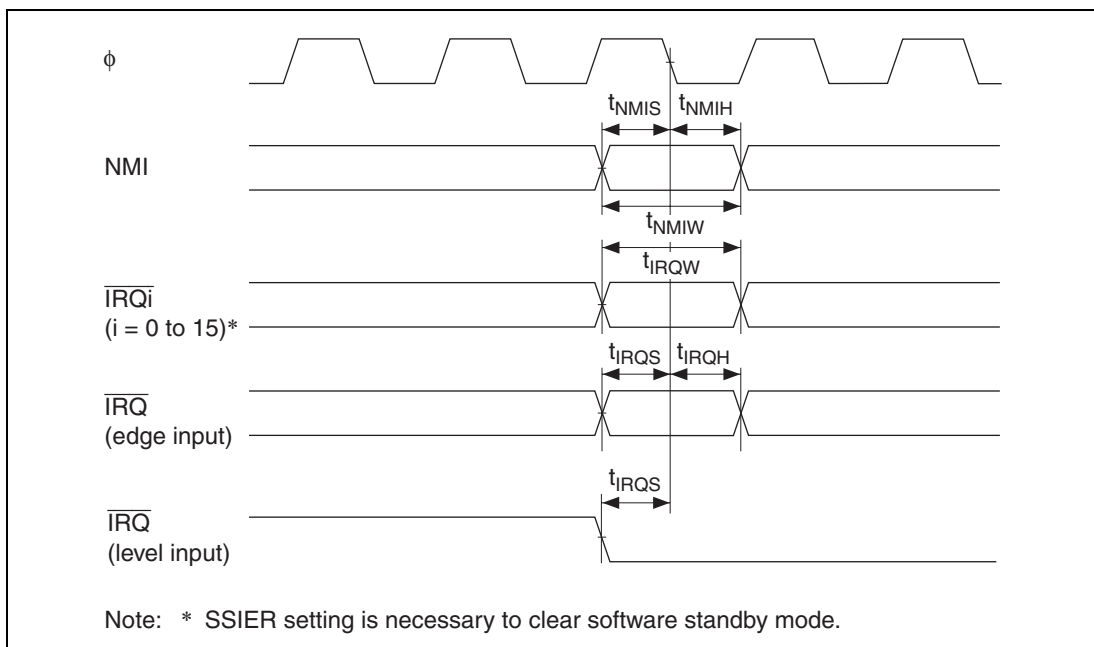 ϕ
tNMIS tNMIH
NMI
tNMIW
tIRQW
IRQi
(i = 0 to 15)*
tIRQS tIRQH
IRQ
(edge input)
tIRQS
IRQ
(level input)
Note: * SSIER setting is necessary to clear software standby mode.